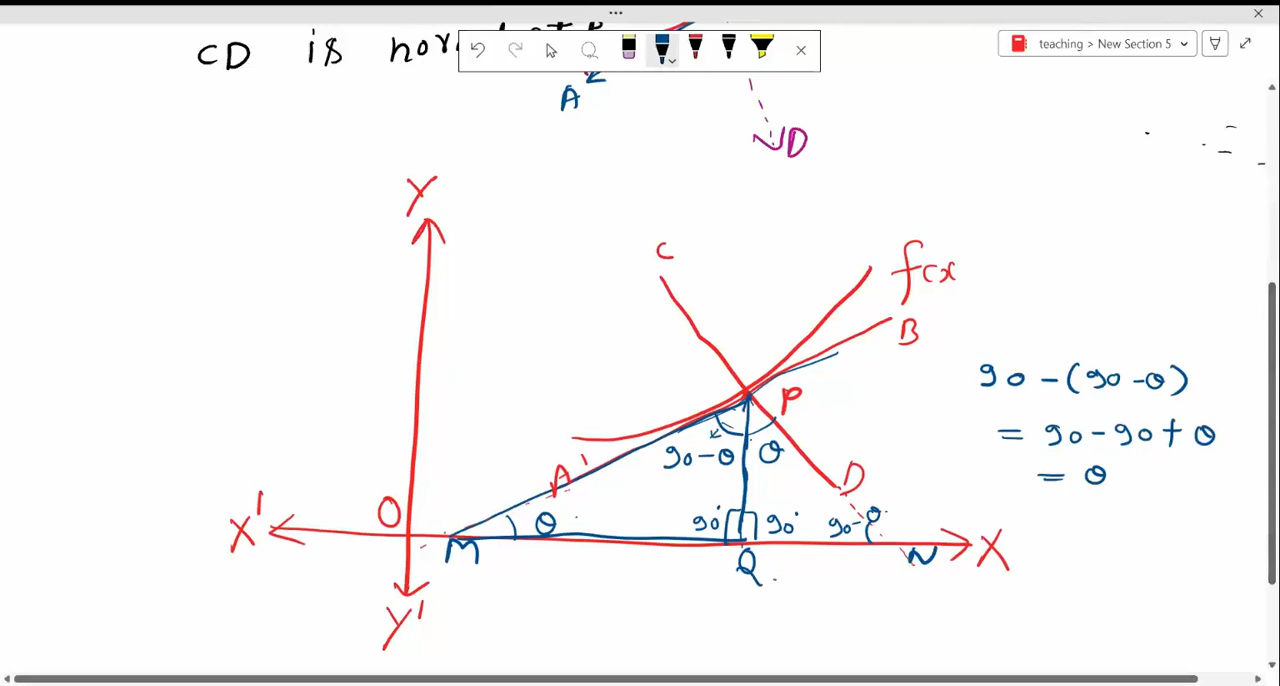 CD is
teaching > New Section 5
A
D
Y
C
f(x
B
P
90 - (90 - θ)
= 90 - 90 + θ
= θ
90 - θ
θ
A'
D
X'
O
θ
90°
90°
90-θ
M
Q
N
X
Y'